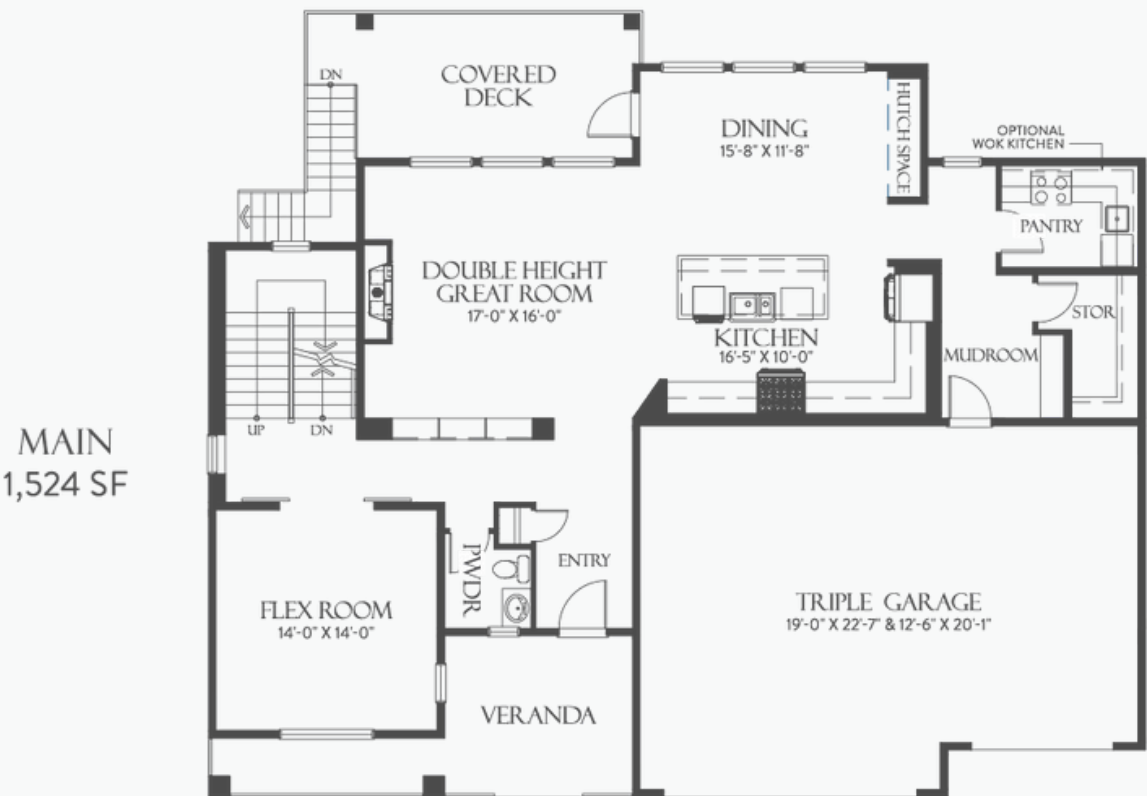 DN
COVERED
DECK
DINING
15'-8" X 11'-8"
HUTCH SPACE
OPTIONAL
WOK KITCHEN
PANTRY
DOUBLE HEIGHT
GREAT ROOM
17'-0" X 16'-0"
KITCHEN
16'-5" X 10'-0"
STOR
MUDROOM
UP
DN
MAIN
1,524 SF
PWDR
ENTRY
FLEX ROOM
14'-0" X 14'-0"
TRIPLE GARAGE
19'-0" X 22'-7" & 12'-6" X 20'-1"
VERANDA